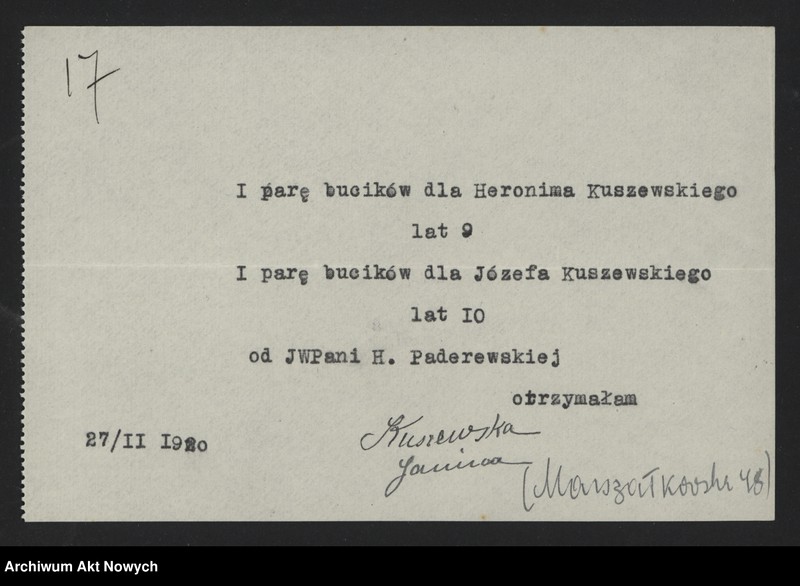 17
I parę bucików dla Heronima Kuszewskiego
lat 9
I parę bucików dla Józefa Kuszewskiego
lat IO
od JWPani H. Paderewskiej
otrzymałam
27/II I920
Kuszewska
Janina
(Marszałkowska 48)
Archiwum Akt Nowych